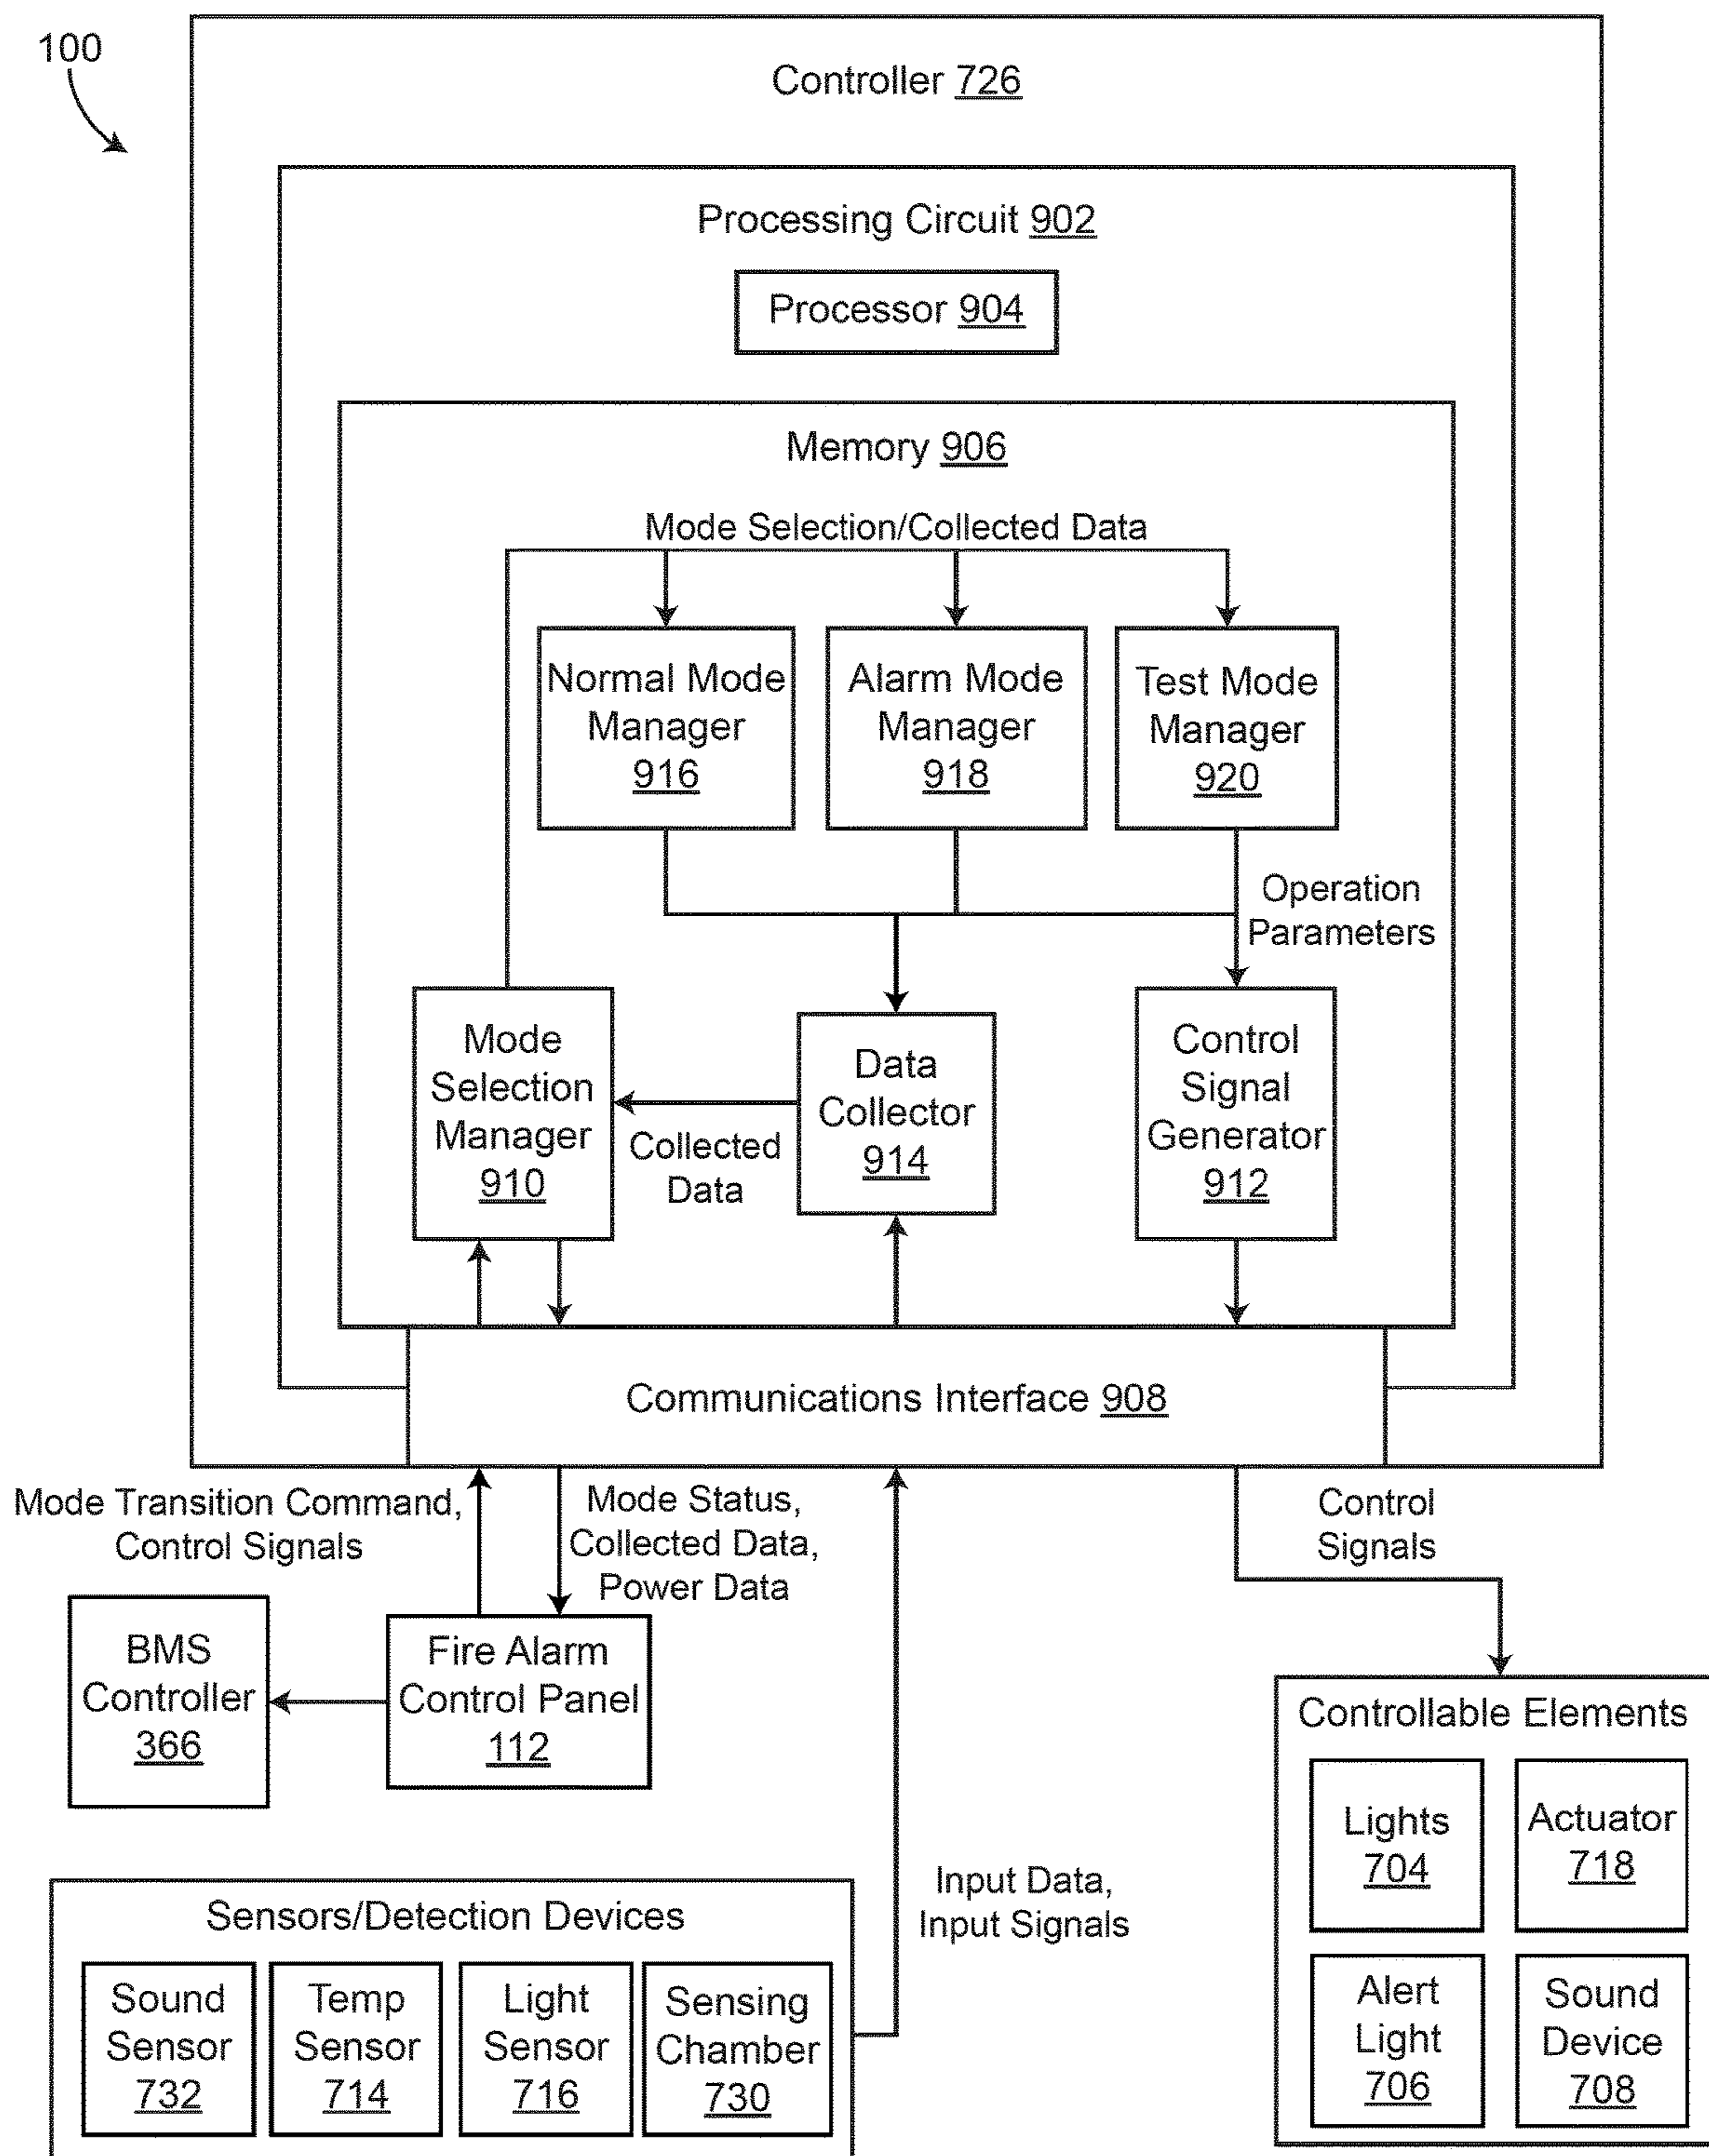 100
Controller 726
Processing Circuit 902
Processor 904
Memory 906
Mode Selection/Collected Data
Normal Mode
Manager
916
Alarm Mode
Manager
918
Test Mode
Manager
920
Operation
Parameters
Mode
Selection
Manager
910
Collected
Data
Data
Collector
914
Control
Signal
Generator
912
Communications Interface 908
Mode Transition Command,
Control Signals
Mode Status,
Collected Data,
Power Data
Control
Signals
BMS
Controller
366
Fire Alarm
Control Panel
112
Controllable Elements
Lights
704
Actuator
718
Alert
Light
706
Sound
Device
708
Input Data,
Input Signals
Sensors/Detection Devices
Sound
Sensor
732
Temp
Sensor
714
Light
Sensor
716
Sensing
Chamber
730